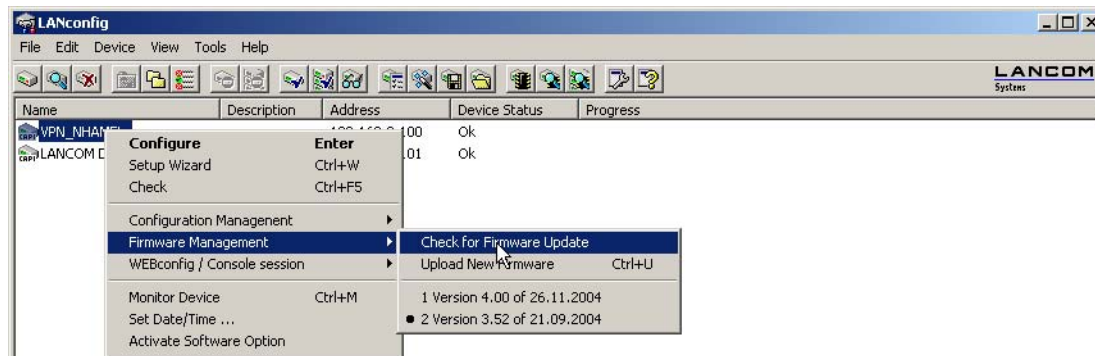 LANconfig
File Edit Device View Tools Help
LANCOM
Systems
Name Description Address Device Status Progress
VPN_NHAMEL .100 Ok
LANCOM .01 Ok
Configure Enter
Setup Wizard Ctrl+W
Check Ctrl+F5
Configuration Management
Firmware Management
WEBconfig / Console session
Monitor Device Ctrl+M
Set Date/Time ...
Activate Software Option
Check for Firmware Update
Upload New Firmware Ctrl+U
1 Version 4.00 of 26.11.2004
2 Version 3.52 of 21.09.2004